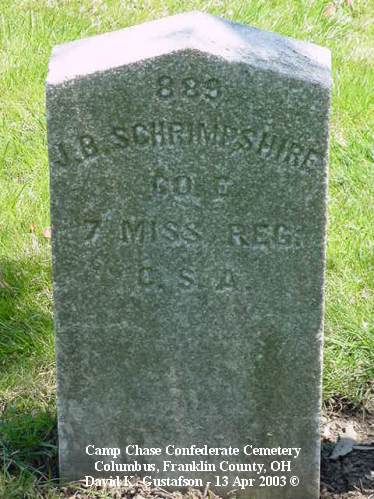 889
J.B. SCHRIMPSHIRE
CO
7 MISS REG.
C. S. A.
Camp Chase Confederate Cemetery
Columbus, Franklin County, OH
David K. Gustafson - 13 Apr 2003 ©